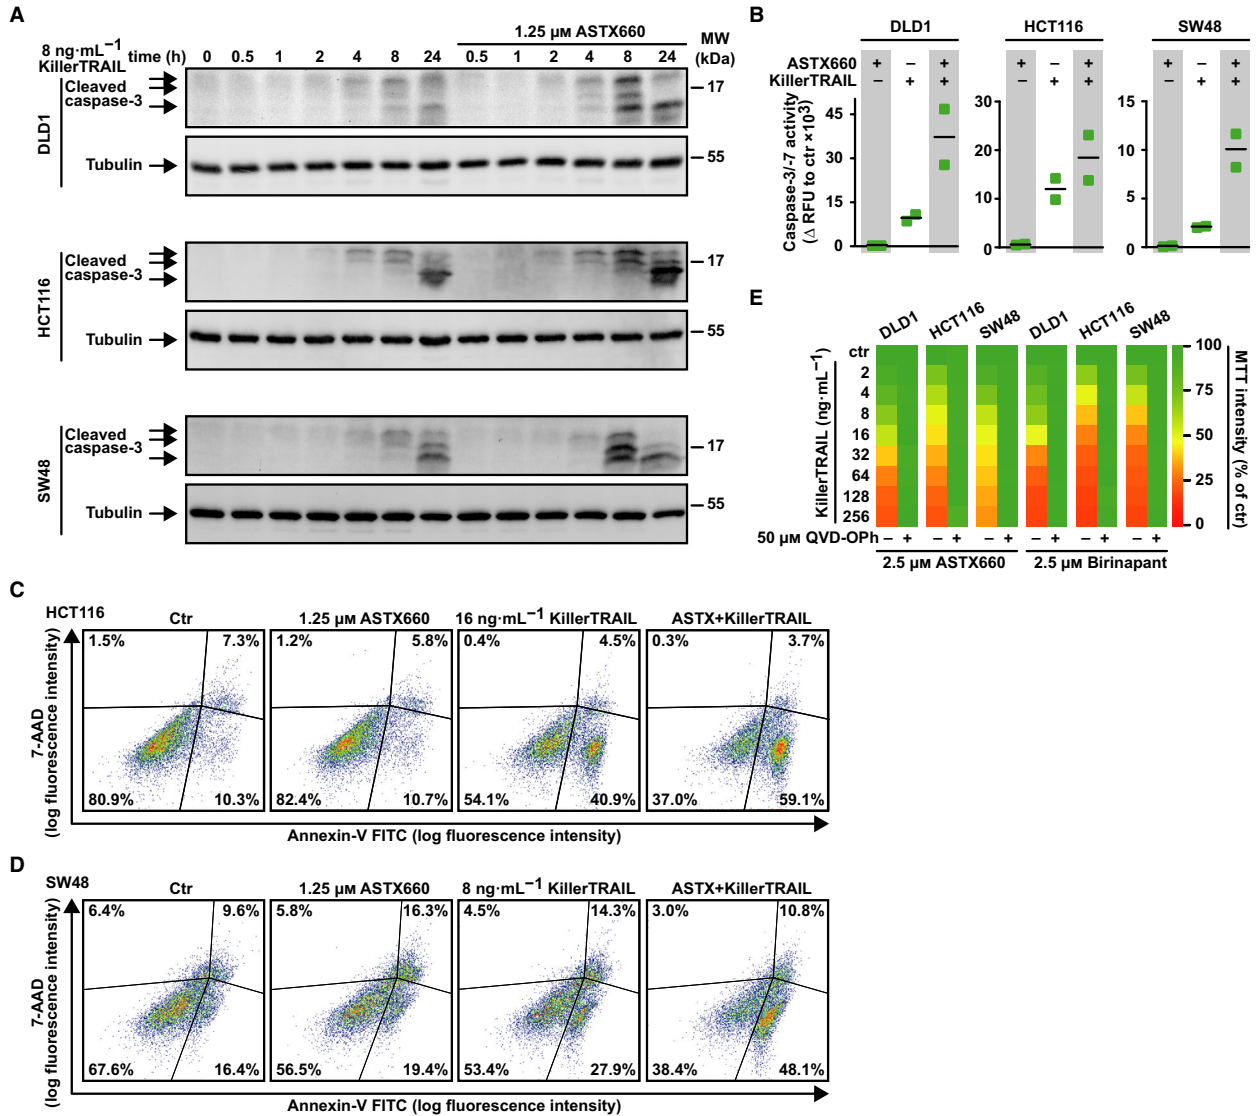 A
1.25 µM ASTX660
8 ng·mL⁻¹ KillerTRAIL
time (h) 0 0.5 1 2 4 8 24 0.5 1 2 4 8 24
MW (kDa)
DLD1
Cleaved caspase-3
17
Tubulin
55
HCT116
Cleaved caspase-3
17
Tubulin
55
SW48
Cleaved caspase-3
17
Tubulin
55
B
DLD1 HCT116 SW48
ASTX660 + − + + − + + − +
KillerTRAIL − + + − + + − + +
Caspase-3/-7 activity
(Δ RFU to ctr ×10³)
45
30
15
0
30
20
10
0
15
10
5
0
E
DLD1 HCT116 SW48 DLD1 HCT116 SW48
KillerTRAIL (ng·mL⁻¹)
ctr
2
4
8
16
32
64
128
256
50 µM QVD-OPh − + − + − + − + − + − +
2.5 µM ASTX660 2.5 µM Birinapant
100
75
50
25
0
MTT intensity (% of ctr)
C
HCT116
Ctr 1.25 µM ASTX660 16 ng·mL⁻¹ KillerTRAIL ASTX+KillerTRAIL
1.5% 7.3% 1.2% 5.8% 0.4% 4.5% 0.3% 3.7%
80.9% 10.3% 82.4% 10.7% 54.1% 40.9% 37.0% 59.1%
7-AAD
(log fluorescence intensity)
Annexin-V FITC (log fluorescence intensity)
D
SW48
Ctr 1.25 µM ASTX660 8 ng·mL⁻¹ KillerTRAIL ASTX+KillerTRAIL
6.4% 9.6% 5.8% 16.3% 4.5% 14.3% 3.0% 10.8%
67.6% 16.4% 56.5% 19.4% 53.4% 27.9% 38.4% 48.1%
7-AAD
(log fluorescence intensity)
Annexin-V FITC (log fluorescence intensity)